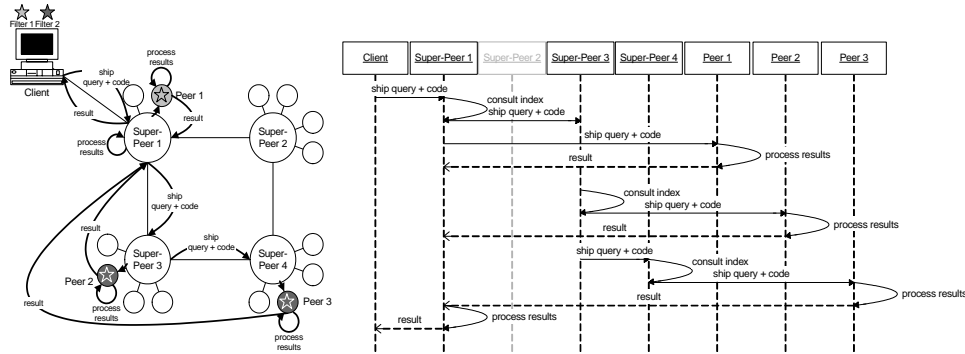 Filter 1 Filter 2
Client
ship
query + code
result
process
results
Peer 1
result
process
results
Super-
Peer 1
Super-
Peer 2
ship
query + code
result
ship
query + code
Super-
Peer 3
Super-
Peer 4
Peer 2
process
results
Peer 3
result
process
results
Client
Super-Peer 1
Super-Peer 2
Super-Peer 3
Super-Peer 4
Peer 1
Peer 2
Peer 3
ship query + code
consult index
ship query + code
ship query + code
result
process results
consult index
ship query + code
result
process results
ship query + code
consult index
ship query + code
result
process results
process results
result